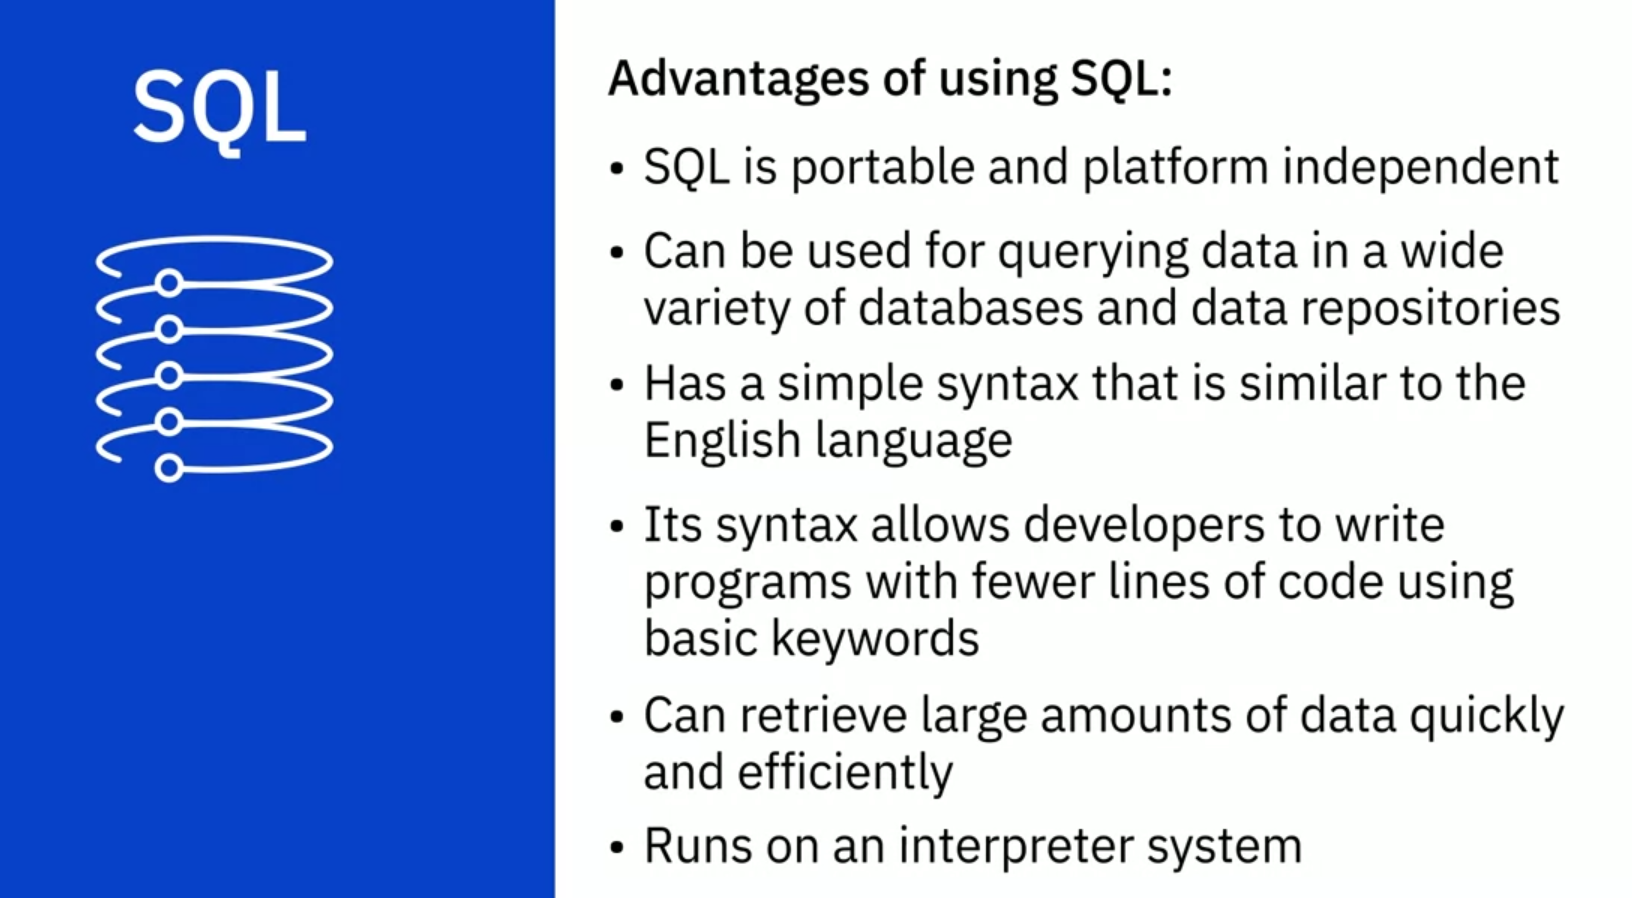 SQL
Advantages of using SQL:
• SQL is portable and platform independent
• Can be used for querying data in a wide
variety of databases and data repositories
• Has a simple syntax that is similar to the
English language
• Its syntax allows developers to write
programs with fewer lines of code using
basic keywords
• Can retrieve large amounts of data quickly
and efficiently
• Runs on an interpreter system